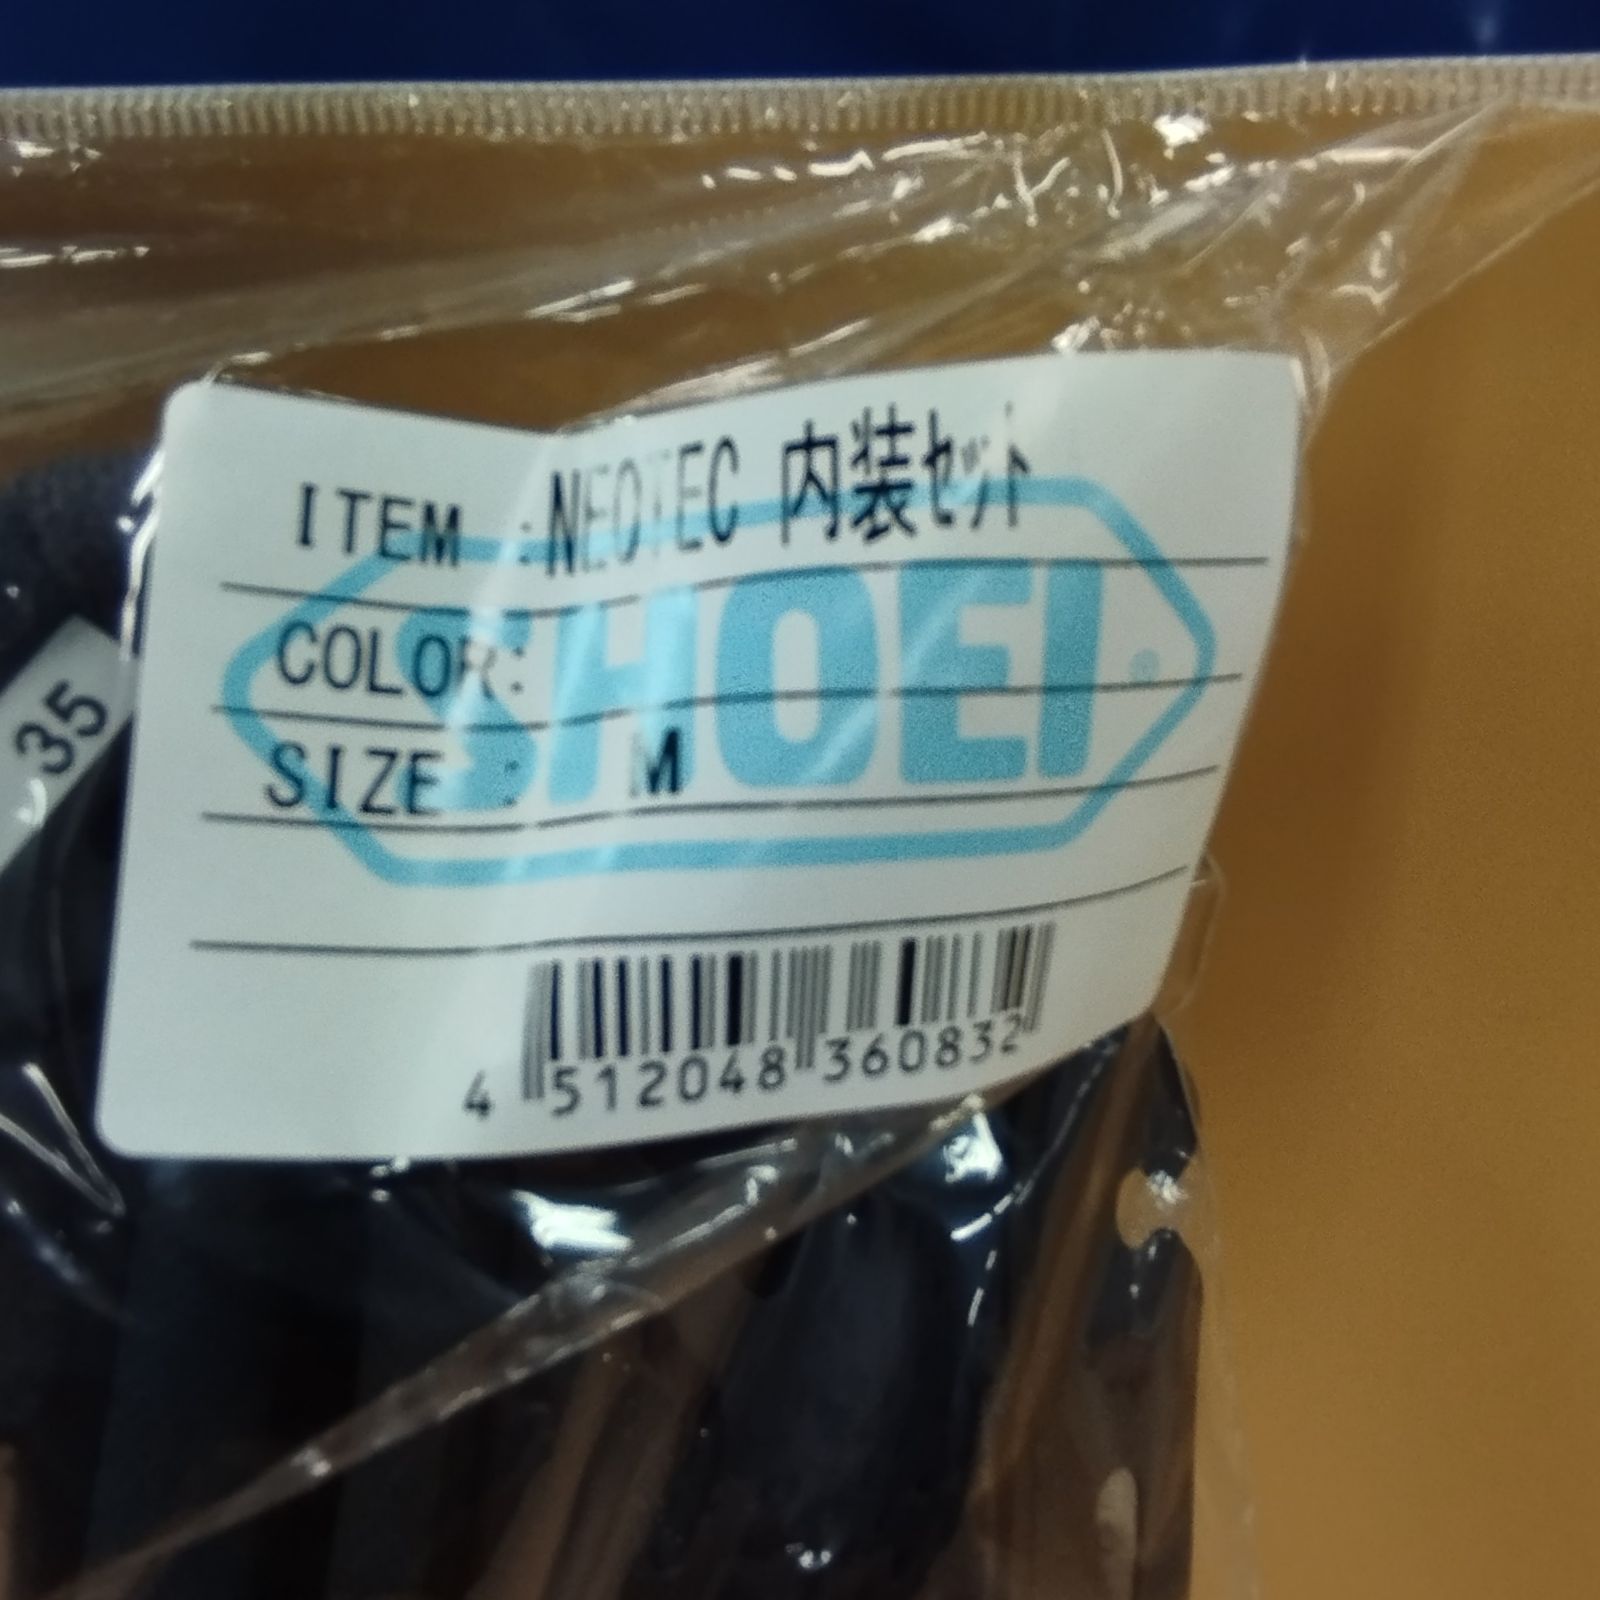 ITEM :NEOTEC 内装セット
SHOEI
COLOR:
SIZE : M
35
4 512048 360832